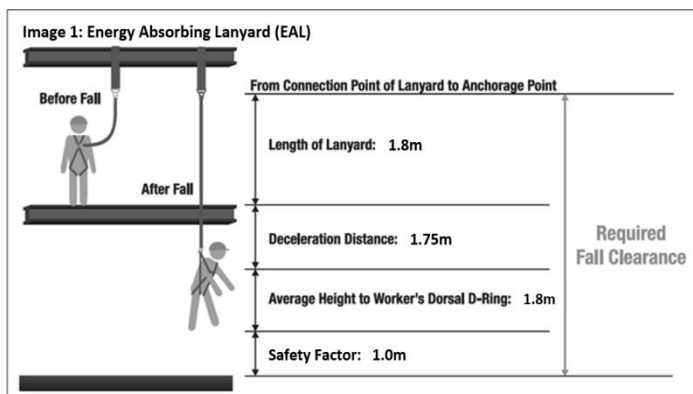 Image 1: Energy Absorbing Lanyard (EAL)
From Connection Point of Lanyard to Anchorage Point
Before Fall
Length of Lanyard: 1.8m
After Fall
Deceleration Distance: 1.75m
Required
Fall Clearance
Average Height to Worker's Dorsal D-Ring: 1.8m
Safety Factor: 1.0m